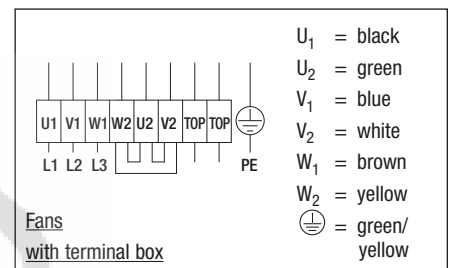 U1 = black
U2 = green
V1 = blue
V2 = white
W1 = brown
W2 = yellow
= green/
yellow
U1 V1 W1 W2 U2 V2 TOP TOP
L1 L2 L3 PE
Fans
with terminal box